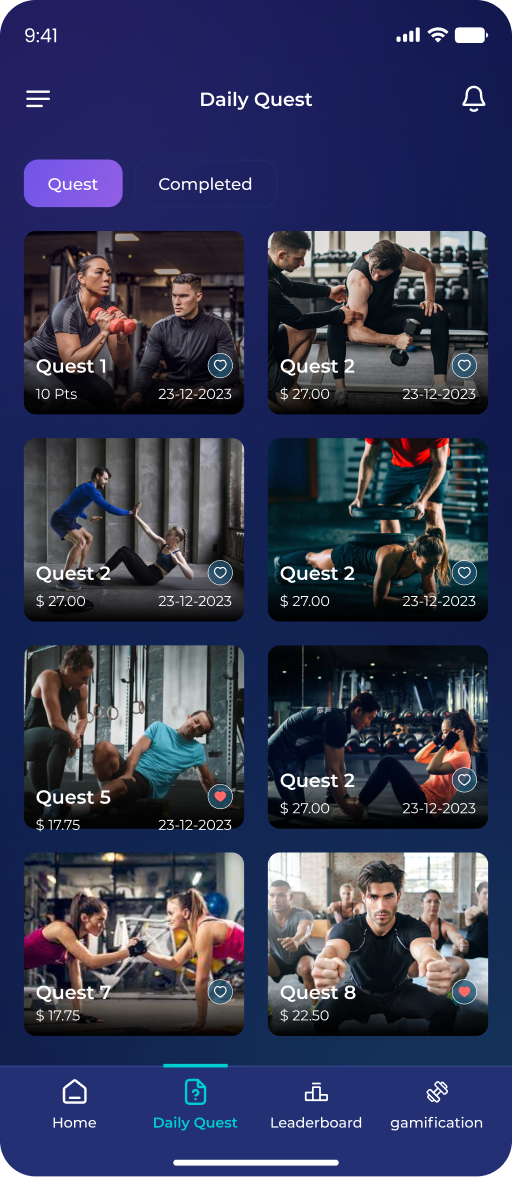 9:41
Daily Quest
Quest Completed
Quest 1
10 Pts 23-12-2023
Quest 2
$ 27.00 23-12-2023
Quest 2
$ 27.00 23-12-2023
Quest 2
$ 27.00 23-12-2023
Quest 5
$ 17.75 23-12-2023
Quest 2
$ 27.00 23-12-2023
Quest 7
$ 17.75
Quest 8
$ 22.50
Home Daily Quest Leaderboard gamification